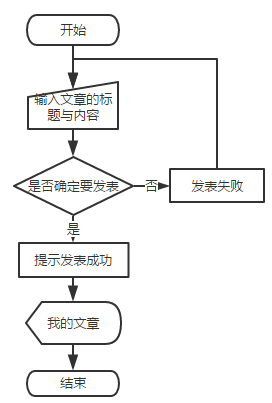 开始
输入文章的标
题与内容
是否确定要发表
否
发表失败
是
提示发表成功
我的文章
结束